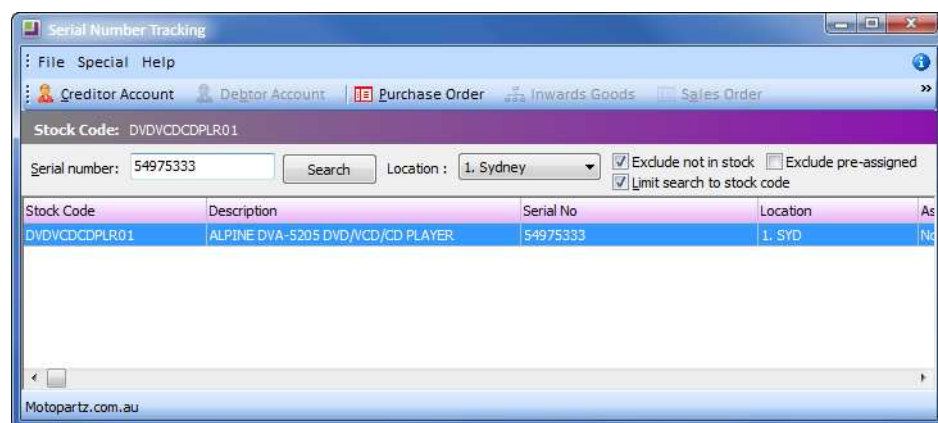 Serial Number Tracking
File Special Help
Creditor Account Debtor Account Purchase Order Inwards Goods Sales Order »
Stock Code: DVDVCDCDPLR01
Serial number: 54975333 Search Location : 1. Sydney Exclude not in stock Exclude pre-assigned
Limit search to stock code
Stock Code Description Serial No Location As
DVDVCDCDPLR01 ALPINE DVA-5205 DVD/VCD/CD PLAYER 54975333 1. SYD No
Motopartz.com.au